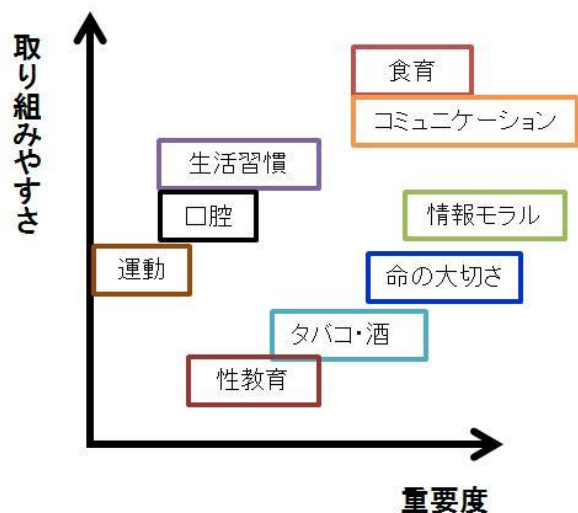 取り組みやすさ
食育
コミュニケーション
生活習慣
口腔
情報モラル
運動
命の大切さ
タバコ・酒
性教育
重要度